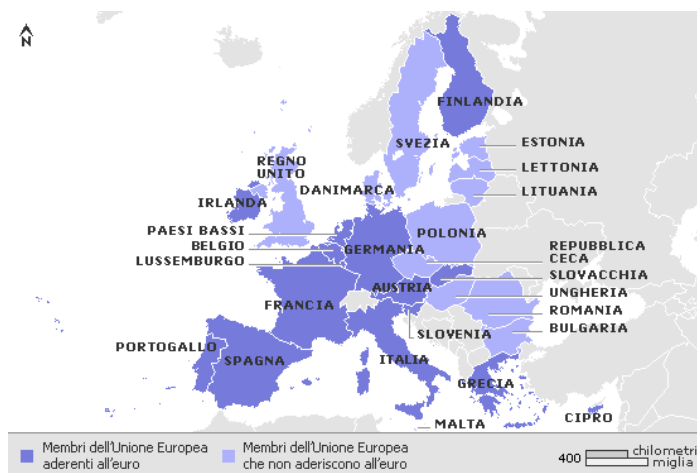 N
FINLANDIA
SVEZIA
ESTONIA
LETTONIA
LITUANIA
REGNO
UNITO
DANIMARCA
IRLANDA
PAESI BASSI
BELGIO
LUSSEMBURGO
GERMANIA
POLONIA
REPUBBLICA
CECA
SLOVACCHIA
UNGHERIA
ROMANIA
BULGARIA
AUSTRIA
FRANCIA
SLOVENIA
PORTOGALLO
SPAGNA
ITALIA
GRECIA
MALTA
CIPRO
Membri dell'Unione Europea
aderenti all'euro
Membri dell'Unione Europea
che non aderiscono all'euro
400
chilometri
miglia